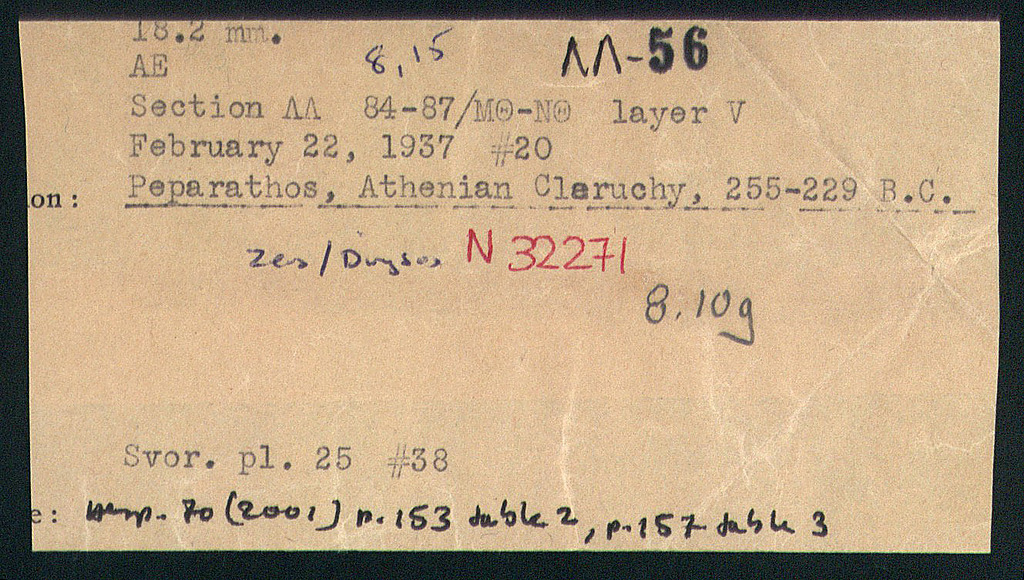 18.2 mm.
AE 8,15 ΛΛ-56
Section ΛΛ 84-87/ΜΘ-ΝΘ layer V
February 22, 1937 #20
on: Peparathos, Athenian Cleruchy, 255-229 B.C.
Zeus/Dionysos N 32271
8.10g
Svor. pl. 25 #38
e: Hesp. 70 (2001) p.153 table 2, p.157 table 3